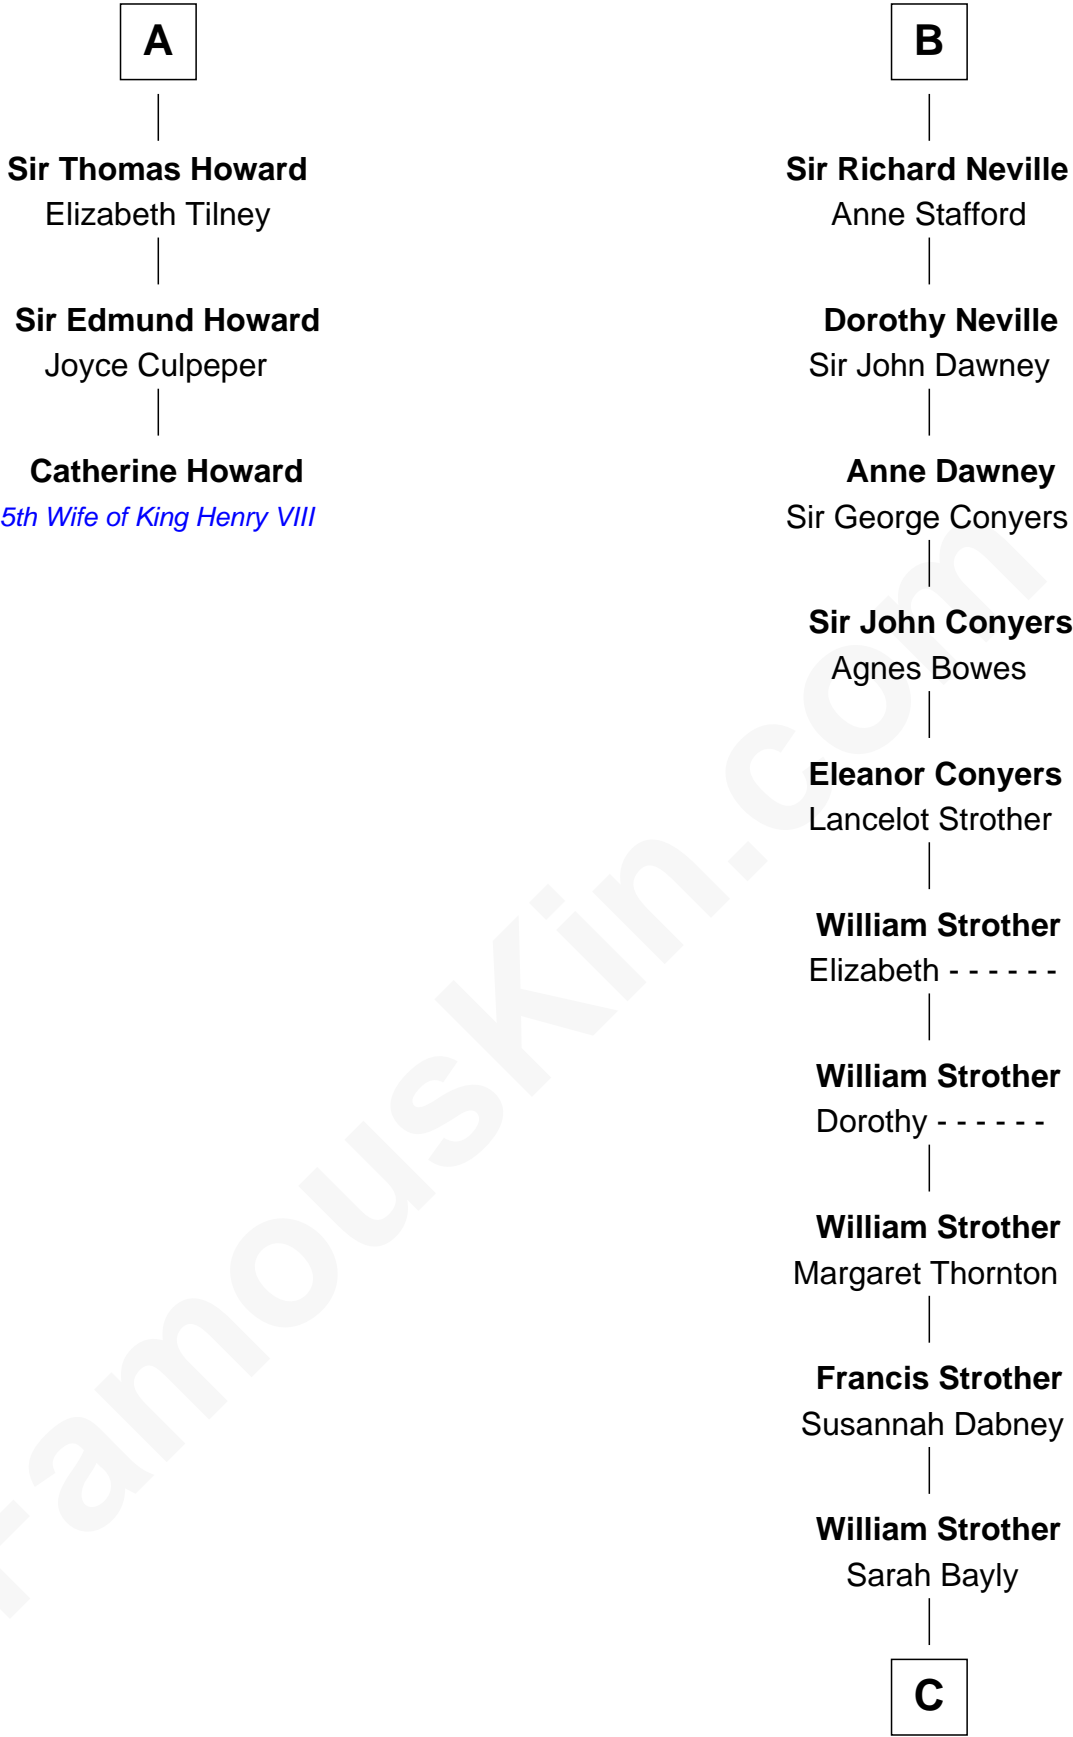 A
Sir Thomas Howard
Elizabeth Tilney
Sir Edmund Howard
Joyce Culpeper
Catherine Howard
5th Wife of King Henry VIII
B
Sir Richard Neville
Anne Stafford
Dorothy Neville
Sir John Dawney
Anne Dawney
Sir George Conyers
Sir John Conyers
Agnes Bowes
Eleanor Conyers
Lancelot Strother
William Strother
Elizabeth - - - - - -
William Strother
Dorothy - - - - - -
William Strother
Margaret Thornton
Francis Strother
Susannah Dabney
William Strother
Sarah Bayly
C
FamousKin.com